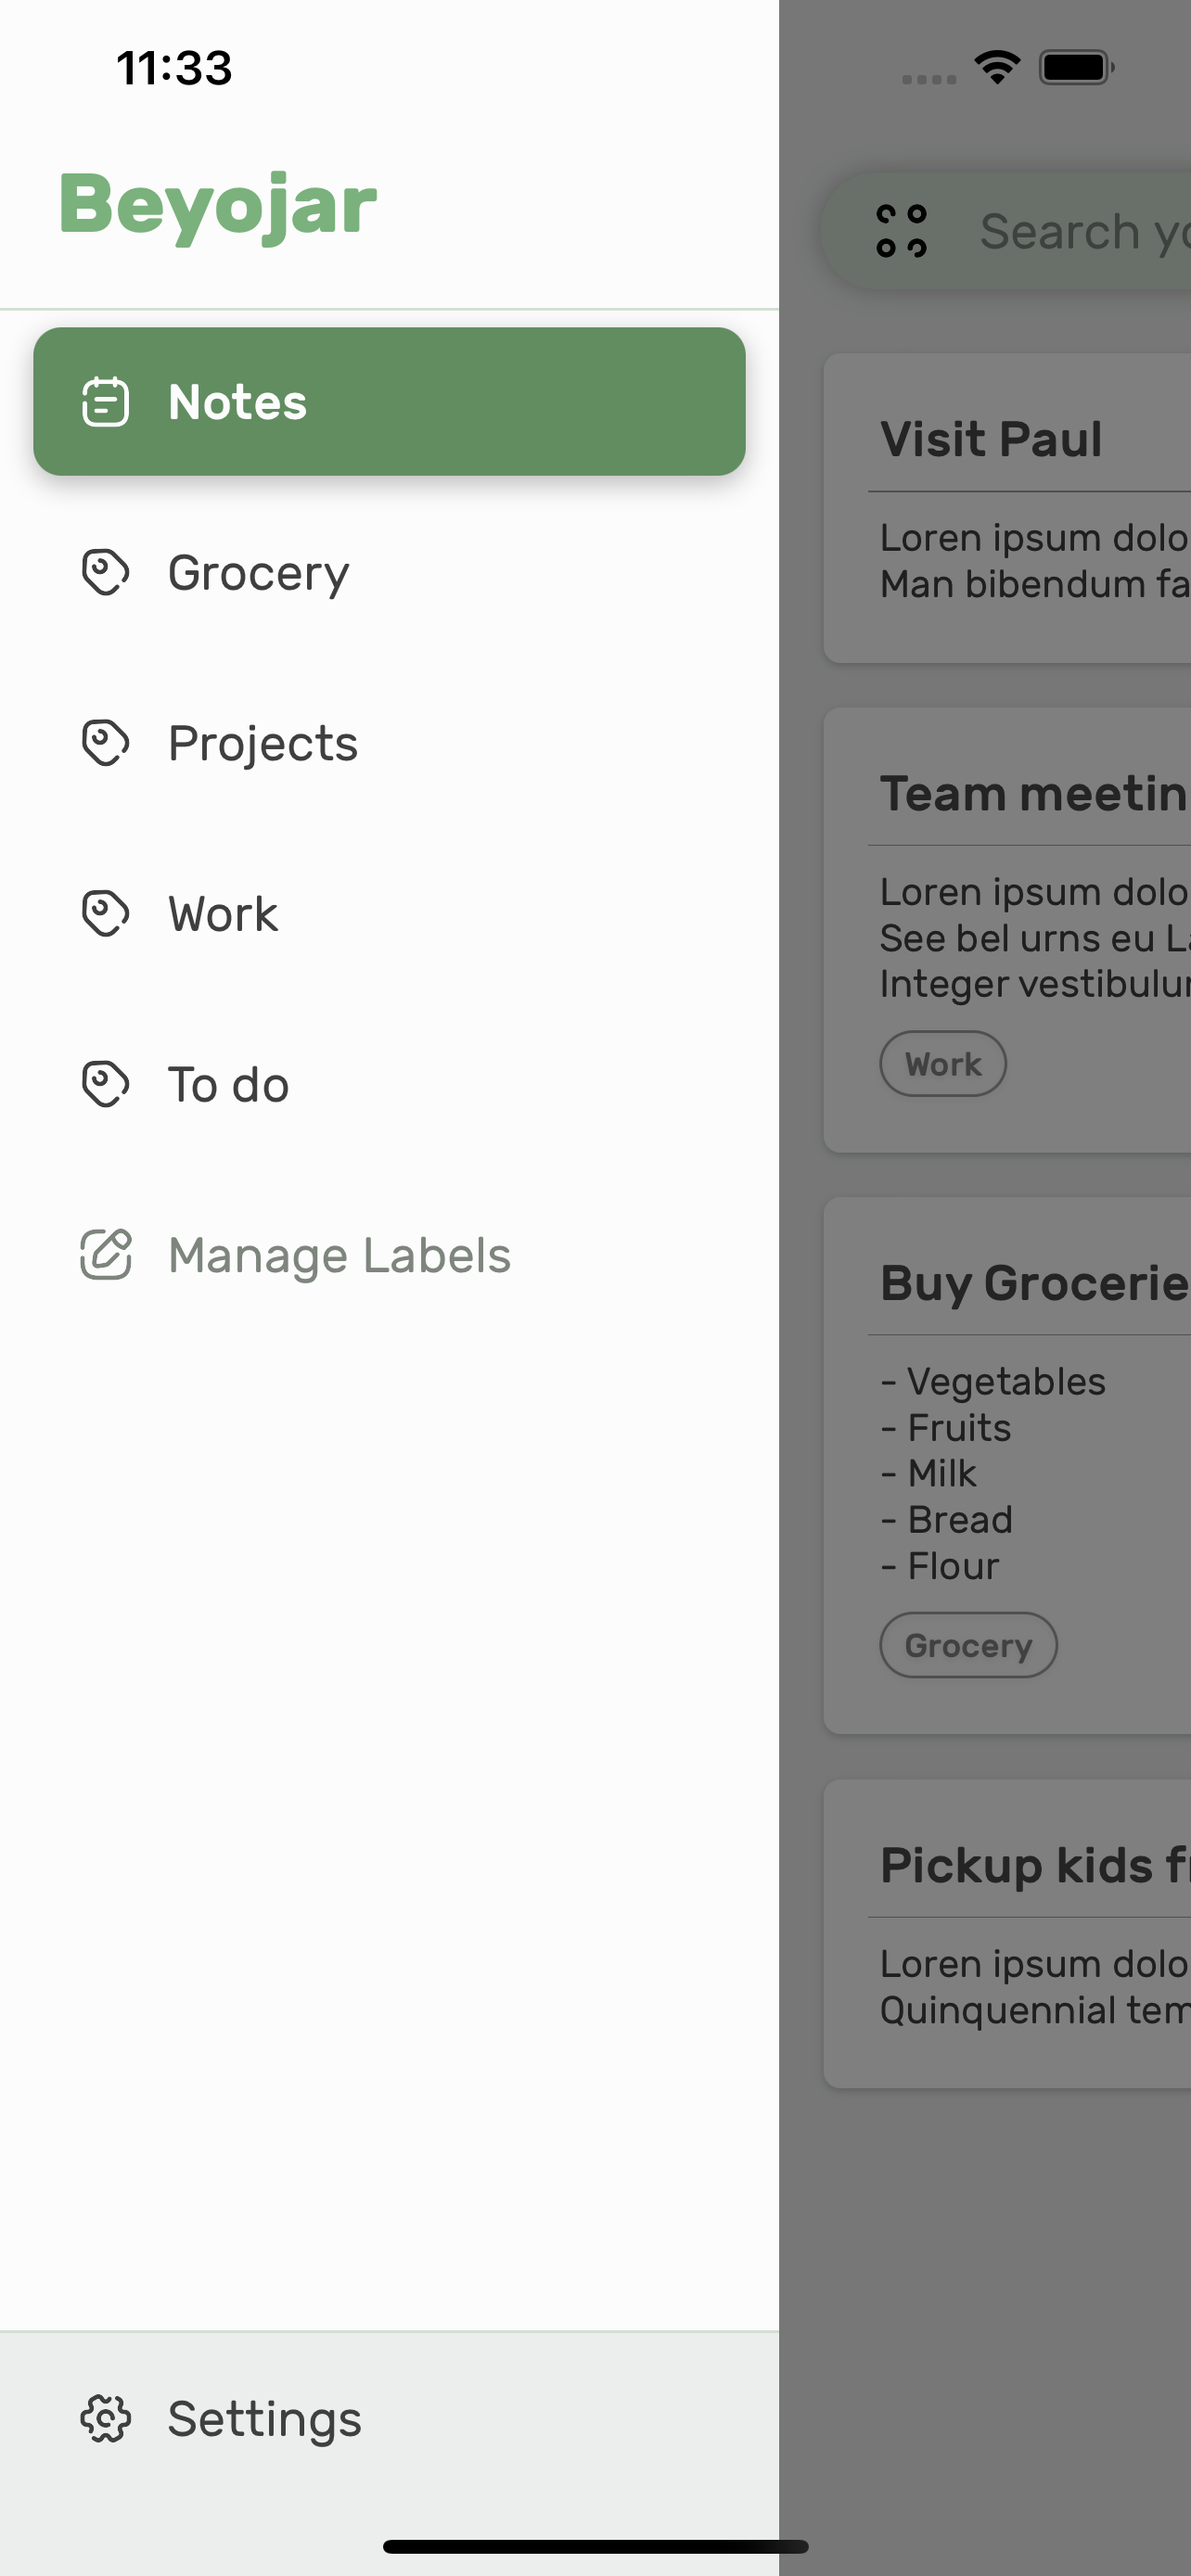 11:33
Beyojar
Notes
Grocery
Projects
Work
To do
Manage Labels
Settings
Search
Visit Paul
Loren ipsum dolo
Man bibendum fa
Team meetin
Loren ipsum dolo
See bel urns eu La
Integer vestibulur
Work
Buy Grocerie
- Vegetables
- Fruits
- Milk
- Bread
- Flour
Grocery
Pickup kids
Loren ipsum dolo
Quinquennial tem